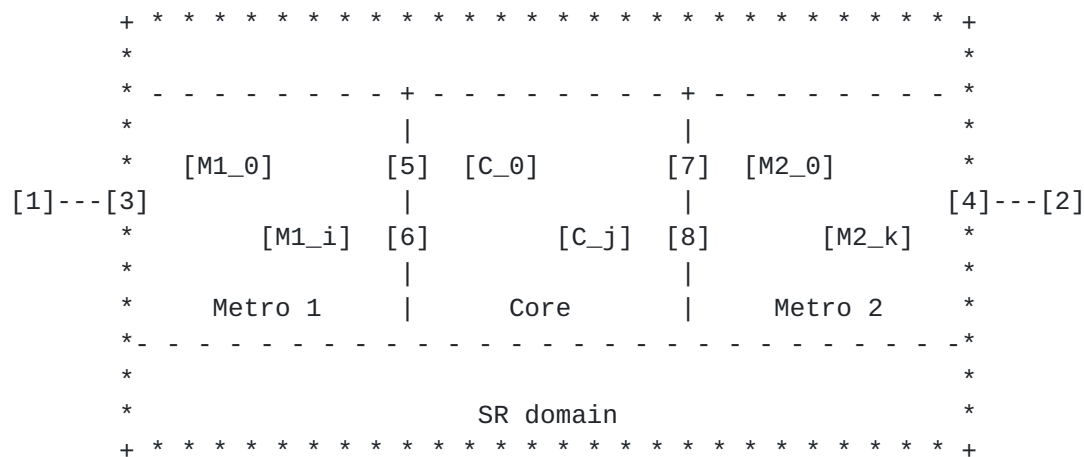 + * * * * * * * * * * * * * * * * * * * * * * * * * * +
* *
* - - - - - - - - + - - - - - - - - + - - - - - - - - *
* | | *
* [M1_0] [5] [C_0] [7] [M2_0] *
[1]---[3] | | [4]---[2]
* [M1_i] [6] [C_j] [8] [M2_k] *
* | | *
* Metro 1 | Core | Metro 2 *
*- - - - - - - - - - - - - - - - - - - - - - - - - - -*
* *
* SR domain *
+ * * * * * * * * * * * * * * * * * * * * * * * * * * +